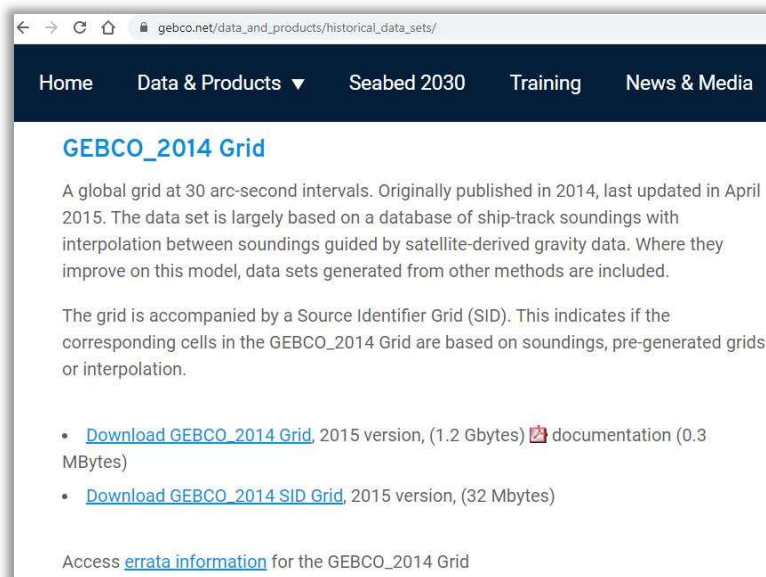 gebco.net/data_and_products/historical_data_sets/
Home Data & Products ▼ Seabed 2030 Training News & Media
GEBCO_2014 Grid
A global grid at 30 arc-second intervals. Originally published in 2014, last updated in April
2015. The data set is largely based on a database of ship-track soundings with
interpolation between soundings guided by satellite-derived gravity data. Where they
improve on this model, data sets generated from other methods are included.
The grid is accompanied by a Source Identifier Grid (SID). This indicates if the
corresponding cells in the GEBCO_2014 Grid are based on soundings, pre-generated grids
or interpolation.
• Download GEBCO_2014 Grid, 2015 version, (1.2 Gbytes) documentation (0.3
MBytes)
• Download GEBCO_2014 SID Grid, 2015 version, (32 Mbytes)
Access errata information for the GEBCO_2014 Grid